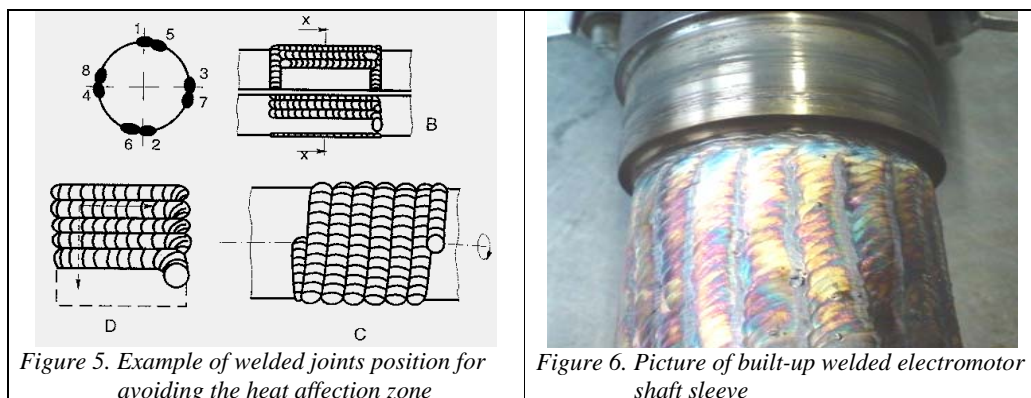 x
1
5
8
3
4
7
6
2
B
x
D
C
Figure 5. Example of welded joints position for
avoiding the heat affection zone
Figure 6. Picture of built-up welded electromotor
shaft sleeve